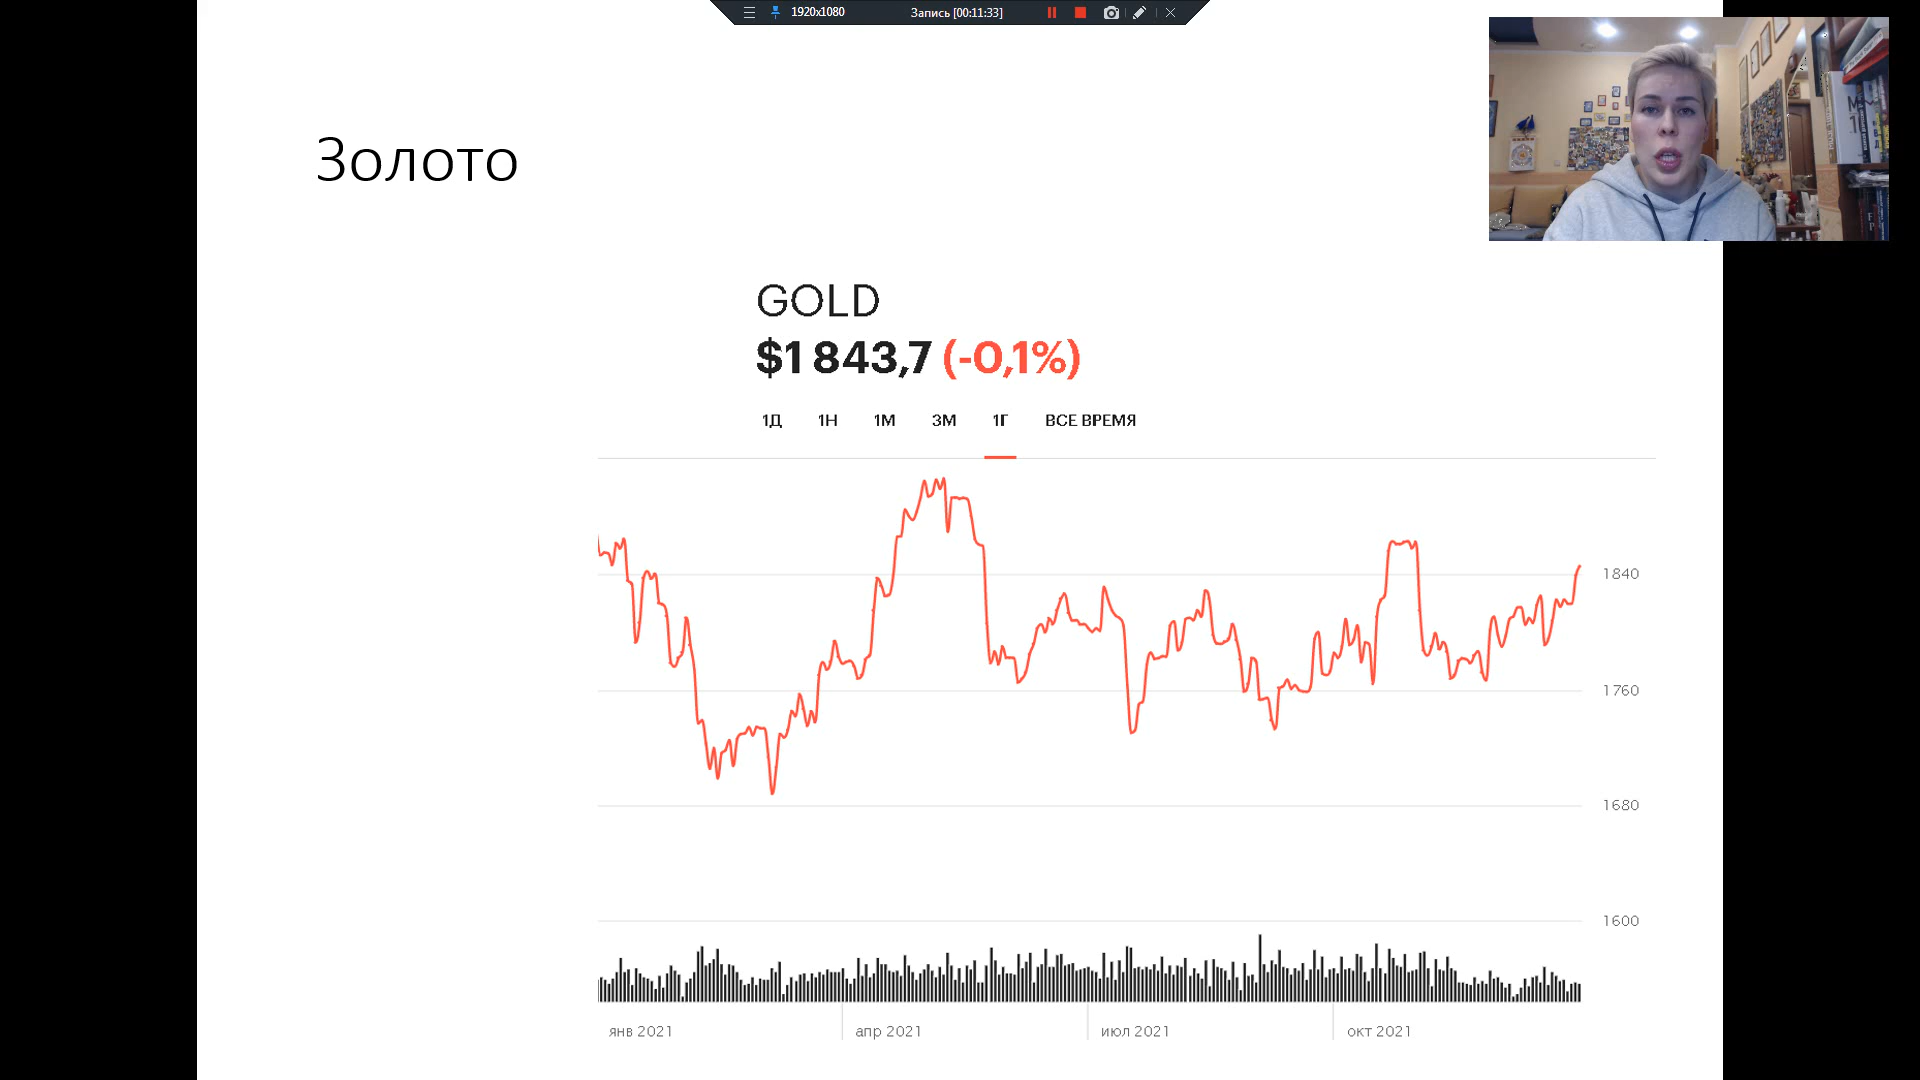 1920x1080
Запись [00:11:33]
Золото
GOLD
$1 843,7 (-0,1%)
1Д 1Н 1М 3М 1Г ВСЕ ВРЕМЯ
1840
1760
1680
1600
янв 2021 апр 2021 июл 2021 окт 2021